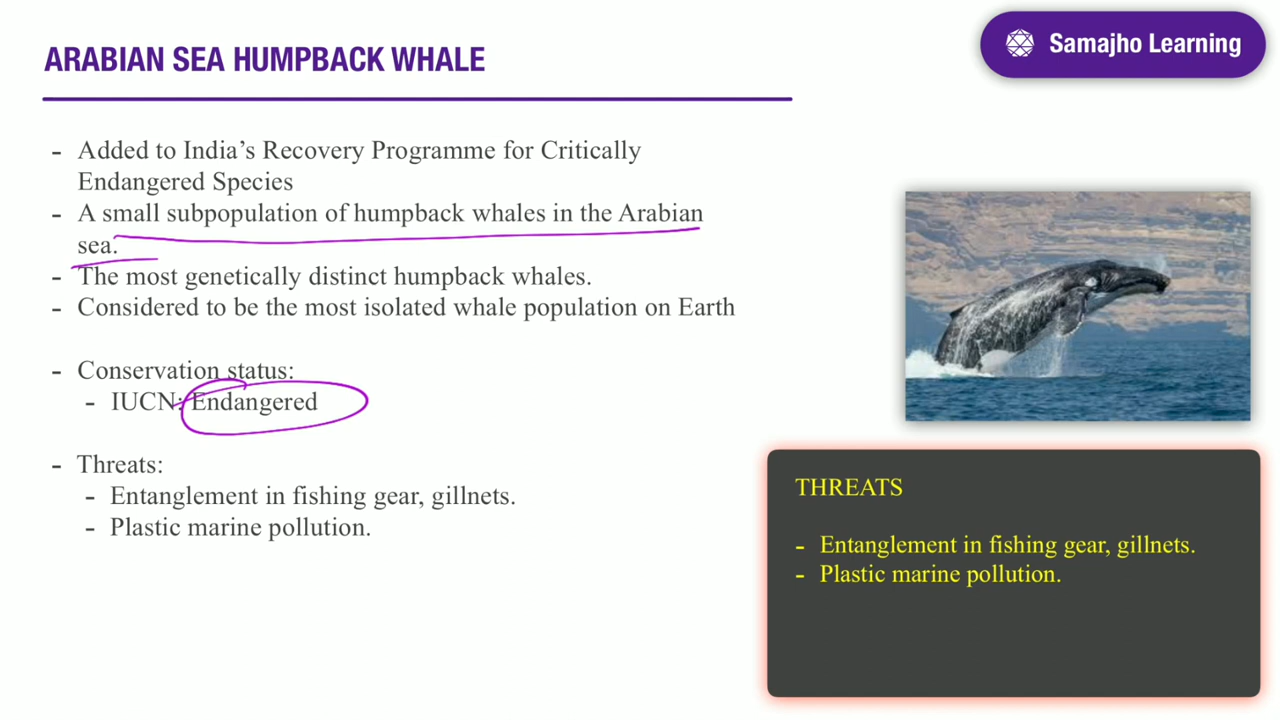 ARABIAN SEA HUMPBACK WHALE
Samajho Learning
- Added to India's Recovery Programme for Critically
Endangered Species
- A small subpopulation of humpback whales in the Arabian
sea.
- The most genetically distinct humpback whales.
- Considered to be the most isolated whale population on Earth
- Conservation status:
- IUCN: Endangered
- Threats:
- Entanglement in fishing gear, gillnets.
- Plastic marine pollution.
THREATS
- Entanglement in fishing gear, gillnets.
- Plastic marine pollution.